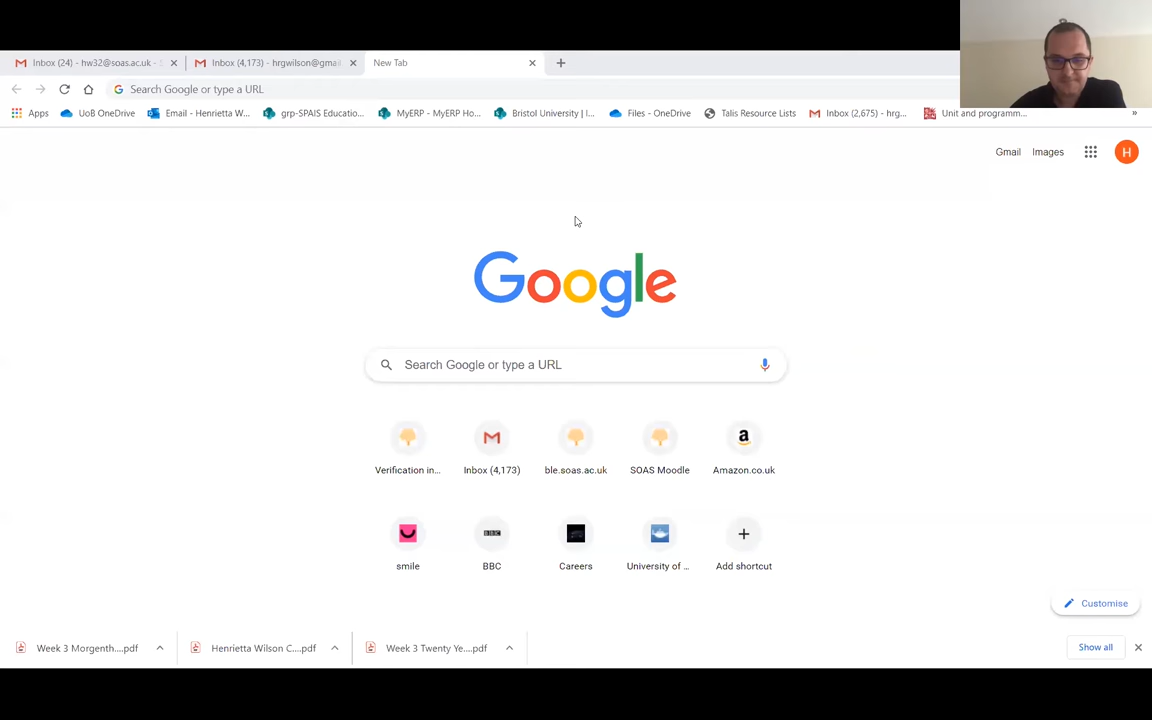 Inbox (24) - hw32@soas.ac.uk -
Inbox (4,173) - hrgwilson@gmai
New Tab
Search Google or type a URL
Apps
UoB OneDrive
Email - Henrietta W...
grp-SPAIS Educatio...
MyERP - MyERP Ho...
Bristol University | I...
Files - OneDrive
Talis Resource Lists
Inbox (2,675) - hrg...
Unit and programm...
»
Gmail
Images
H
Google
Search Google or type a URL
Verification in...
Inbox (4,173)
ble.soas.ac.uk
SOAS Moodle
Amazon.co.uk
BBC
smile
BBC
Careers
University of ...
Add shortcut
Customise
Week 3 Morgenth....pdf
Henrietta Wilson C....pdf
Week 3 Twenty Ye....pdf
Show all